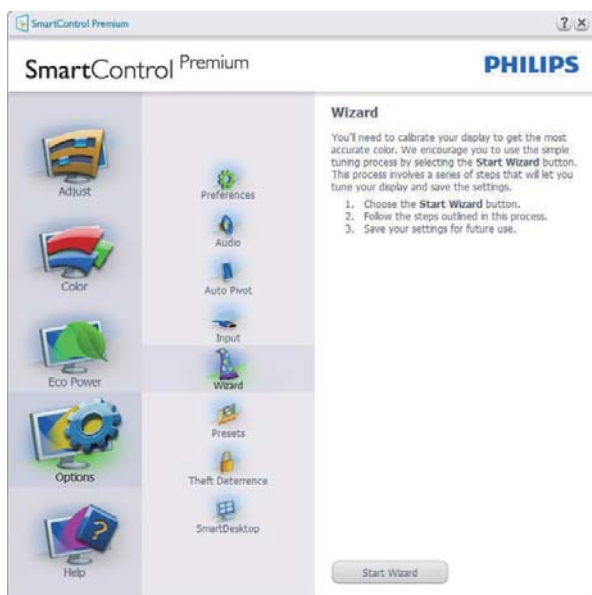 SmartControl Premium
SmartControl Premium
PHILIPS
Adjust
Color
Eco Power
Options
Help
Preferences
Audio
Auto Pivot
Input
Wizard
Presets
Theft Deterrence
SmartDesktop
Wizard
You'll need to calibrate your display to get the most
accurate color. We encourage you to use the simple
tuning process by selecting the Start Wizard button.
This process involves a series of steps that will let you
tune your display and save the settings.
1. Choose the Start Wizard button.
2. Follow the steps outlined in this process.
3. Save your settings for future use.
Start Wizard